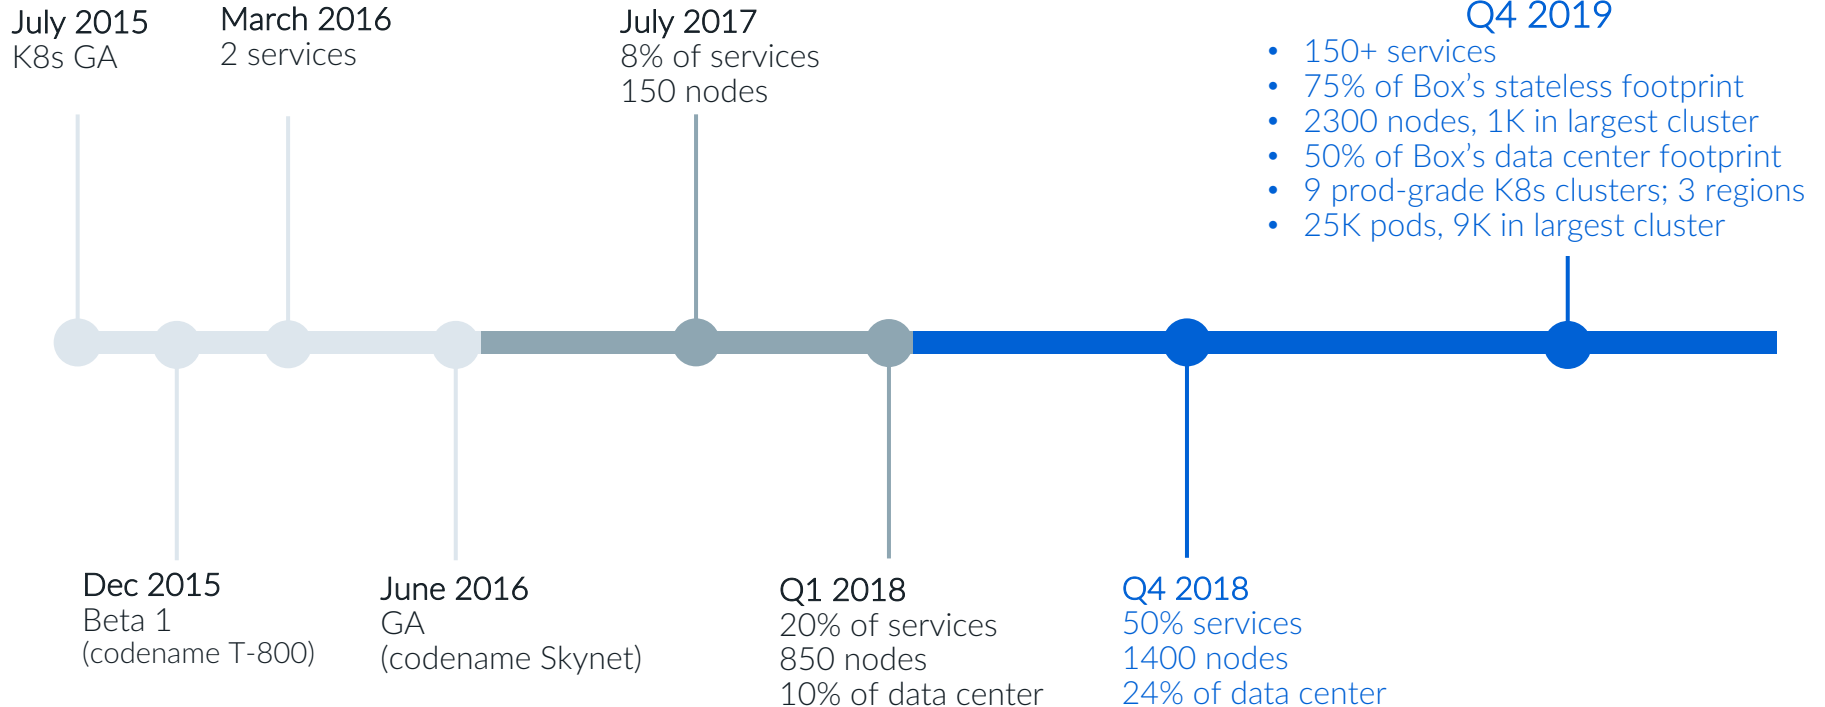 July 2015
K8s GA
March 2016
2 services
July 2017
8% of services
150 nodes
Q4 2019
• 150+ services
• 75% of Box’s stateless footprint
• 2300 nodes, 1K in largest cluster
• 50% of Box’s data center footprint
• 9 prod-grade K8s clusters; 3 regions
• 25K pods, 9K in largest cluster
Dec 2015
Beta 1
(codename T-800)
June 2016
GA
(codename Skynet)
Q1 2018
20% of services
850 nodes
10% of data center
Q4 2018
50% services
1400 nodes
24% of data center